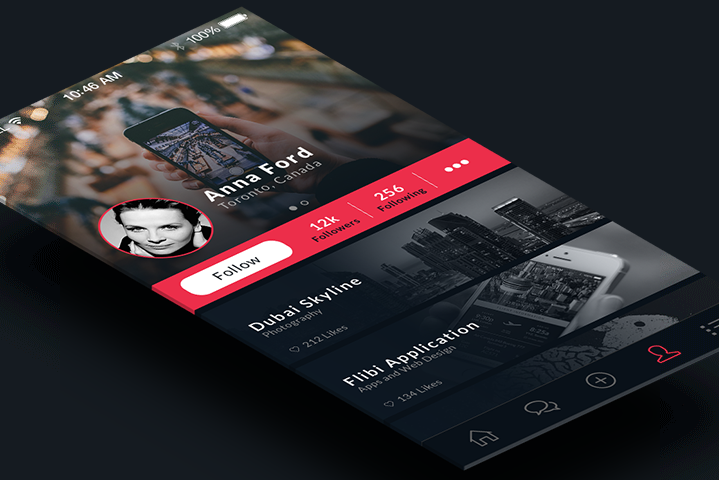 10:46 AM
100%
Anna Ford
Toronto, Canada
Follow
12k
Followers
256
Following
Dubai Skyline
Photography
212 Likes
Flibi Application
Apps and Web Design
134 Likes